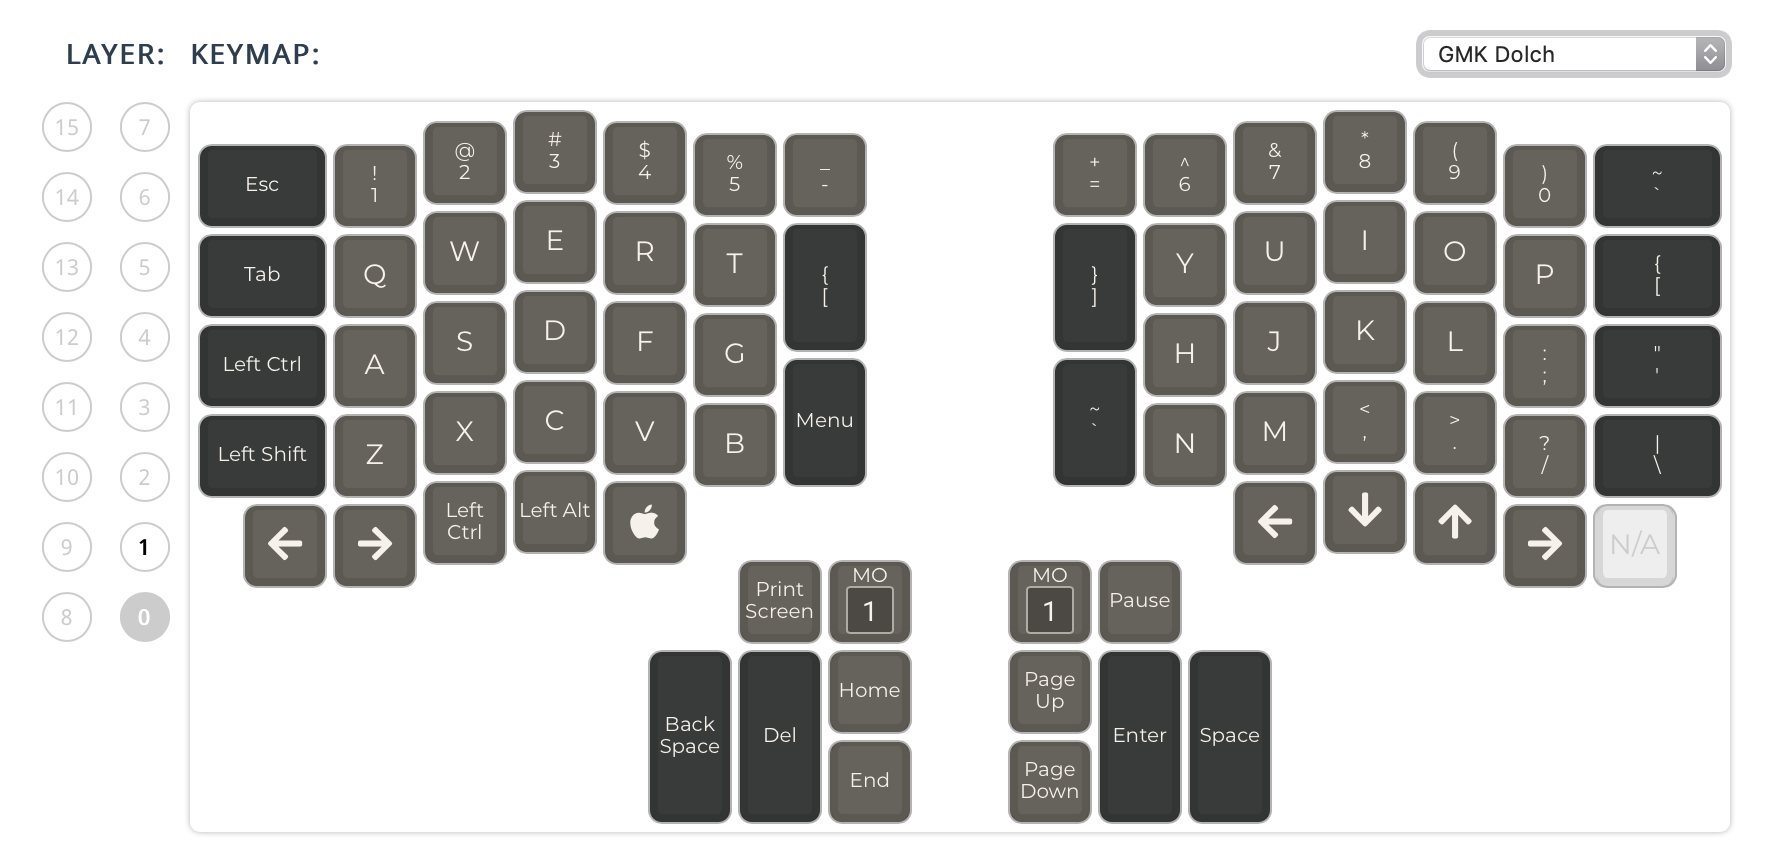 LAYER: KEYMAP:
GMK Dolch
15 7
14 6
13 5
12 4
11 3
10 2
9 1
8 0
Esc
!
1
@
2
#
3
$
4
%
5
_
-
+
=
^
6
&
7
*
8
(
9
)
0
~
`
Tab
Q
W
E
R
T
{
[
}
]
Y
U
I
O
P
{
[
Left Ctrl
A
S
D
F
G
Menu
~
`
H
J
K
L
:
;
"
'
Left Shift
Z
X
C
V
B
N
M
<
,
>
.
?
/
|
\
←
→
Left
Ctrl
Left Alt
←
↓
↑
→
N/A
Print
Screen
MO
1
MO
1
Pause
Back
Space
Del
Home
End
Page
Up
Page
Down
Enter
Space